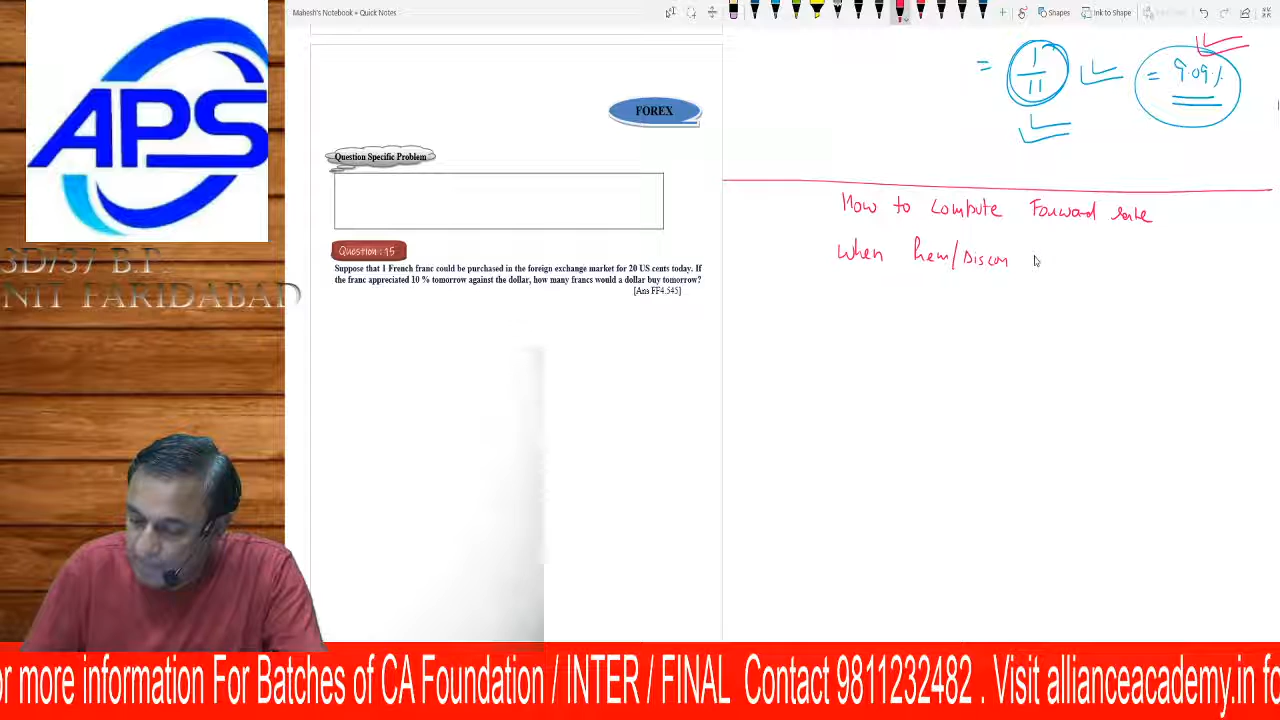 Mahesh's Notebook » Quick Notes
Shapes
Ink to Shape
APS
3D/37 B.P.
NIT FARIDABAD
FOREX
Question Specific Problem
Question : 15
Suppose that 1 French franc could be purchased in the foreign exchange market for 20 US cents today. If
the franc appreciated 10 % tomorrow against the dollar, how many francs would a dollar buy tomorrow?
[Ans FF4.545]
= 1/11 = 9.09%
How to Compute Forward Rate
When Prem/Discon
or more information For Batches of CA Foundation / INTER / FINAL Contact 9811232482 . Visit allianceacademy.in fo